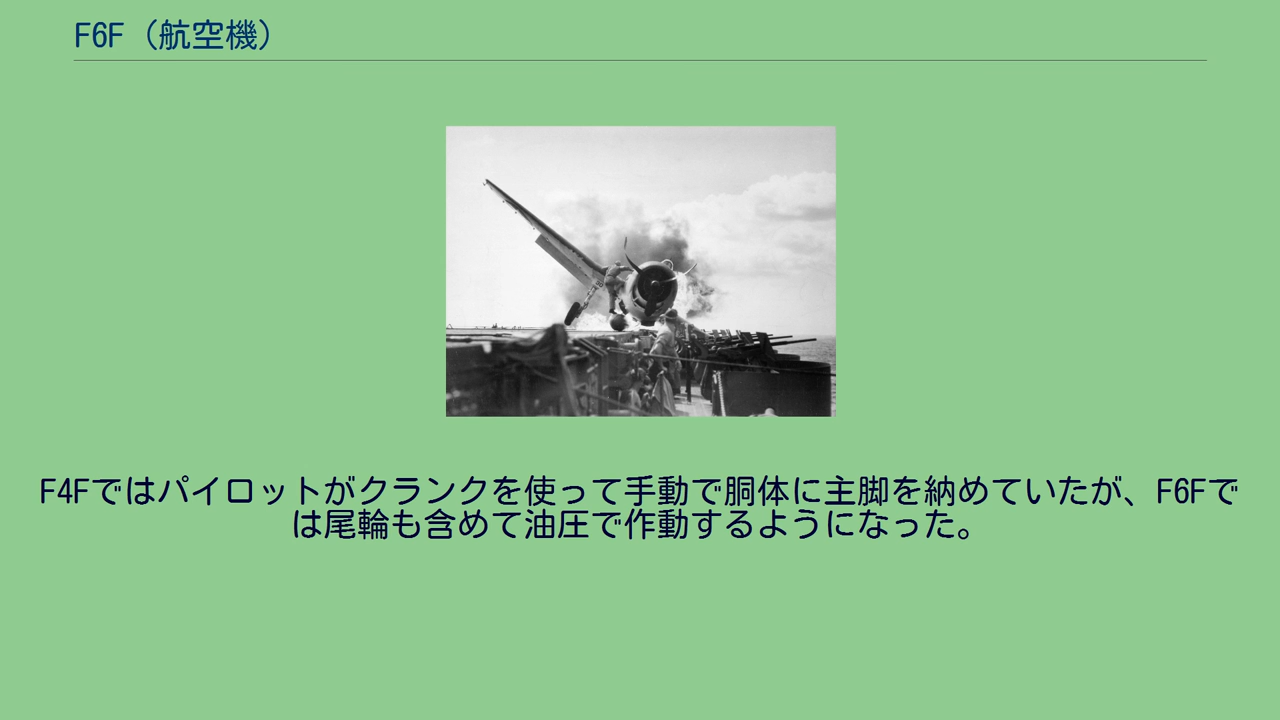 F6F（航空機）
F4Fではパイロットがクランクを使って手動で胴体に主脚を納めていたが、F6Fで
は尾輪も含めて油圧で作動するようになった。